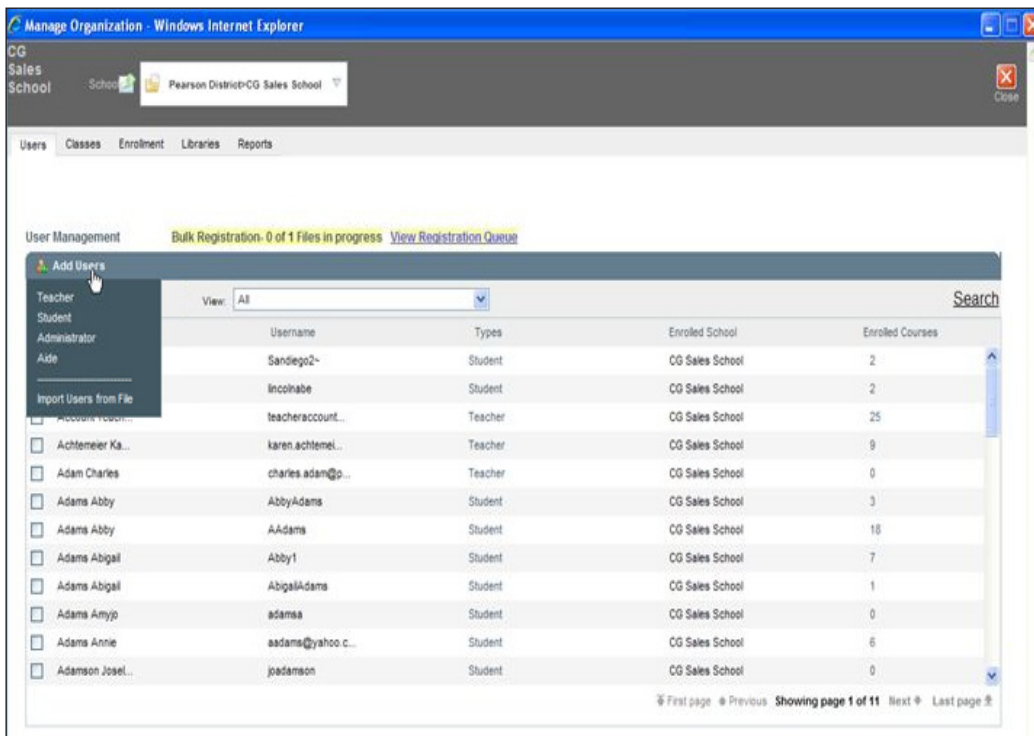 Manage Organization - Windows Internet Explorer
CG
Sales
School
School
Pearson District>CG Sales School
Close
Users Classes Enrolment Libraries Reports
User Management Bulk Registration- 0 of 1 Files in progress View Registration Queue
Add Users
Teacher
Student
Administrator
Aide
Import Users from File
View: All Search
Username Types Enrolled School Enrolled Courses
Sandiego2~ Student CG Sales School 2
lincolnabe Student CG Sales School 2
Account Teach... teacheraccount... Teacher CG Sales School 25
Achtemeier Ka... karen.achtemei... Teacher CG Sales School 9
Adam Charles charles.adam@p... Teacher CG Sales School 0
Adams Abby AbbyAdams Student CG Sales School 3
Adams Abby AAdams Student CG Sales School 18
Adams Abigail Abby1 Student CG Sales School 7
Adams Abigail AbigailAdams Student CG Sales School 1
Adams Amyjo adamsa Student CG Sales School 0
Adams Annie aadams@yahoo.c... Student CG Sales School 6
Adamson Josel... joadamson CG Sales School 0
Student
First page Previous Showing page 1 of 11 Next Last page